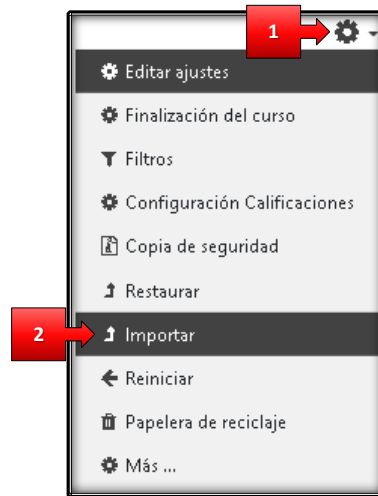 1
Editar ajustes
Finalización del curso
Filtros
Configuración Calificaciones
Copia de seguridad
Restaurar
2
Importar
Reiniciar
Papelera de reciclaje
Más ...